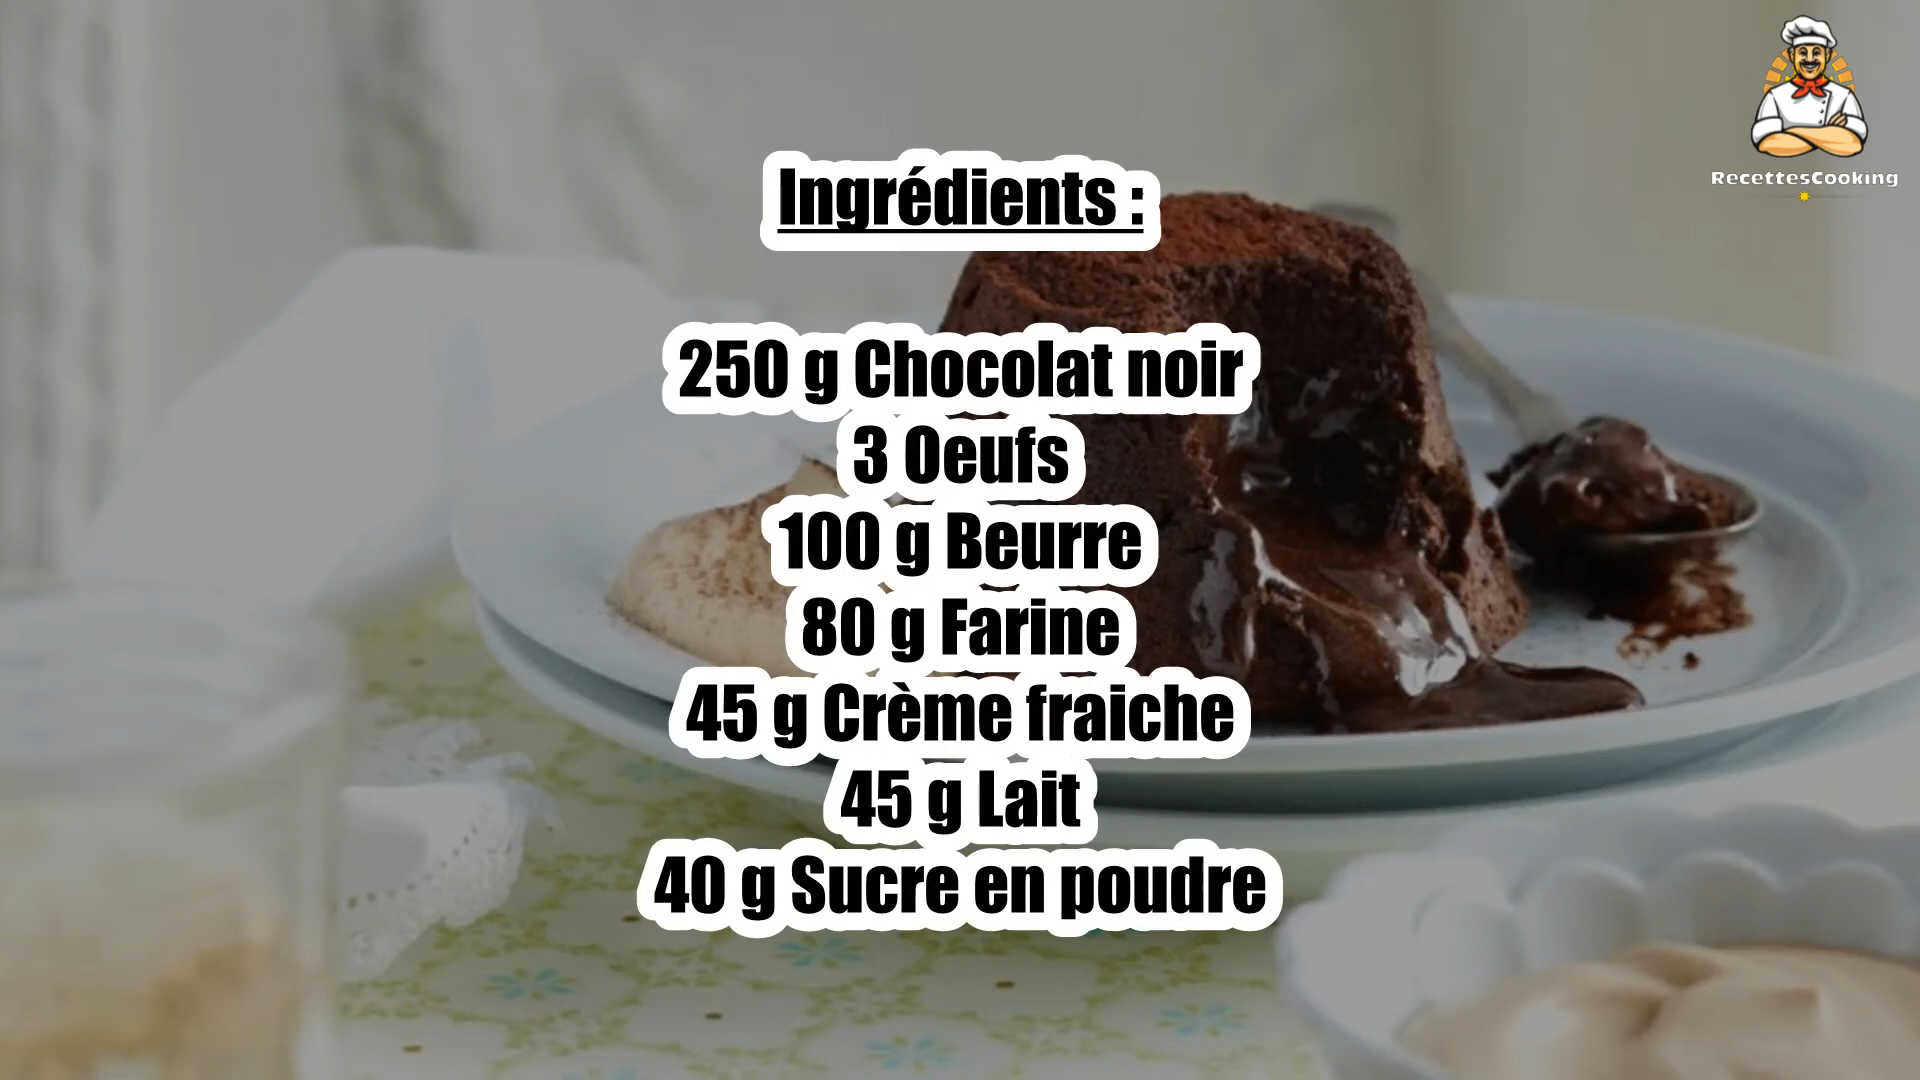 RecettesCooking
Ingrédients :
250 g Chocolat noir
3 Oeufs
100 g Beurre
80 g Farine
45 g Crème fraiche
45 g Lait
40 g Sucre en poudre